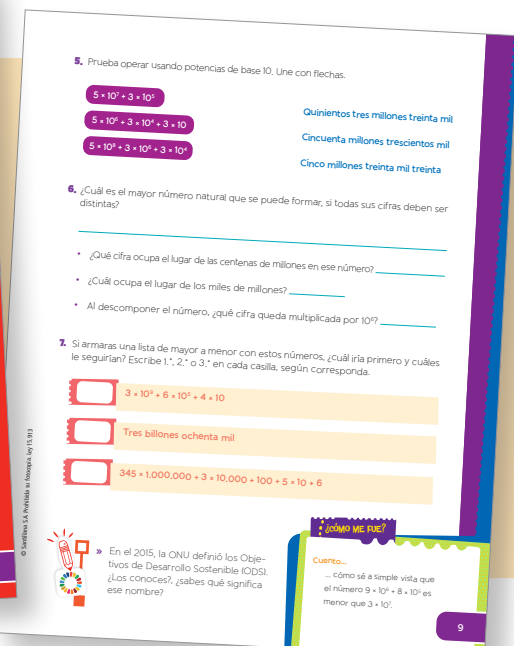 5. Prueba operar usando potencias de base 10. Une con flechas.
5 × 10⁷ + 3 × 10⁵
5 × 10⁶ + 3 × 10⁴ + 3 × 10
5 × 10⁸ + 3 × 10⁶ + 3 × 10⁴
Quinientos tres millones treinta mil
Cincuenta millones trescientos mil
Cinco millones treinta mil treinta
6. ¿Cuál es el mayor número natural que se puede formar, si todas sus cifras deben ser
distintas?
• ¿Qué cifra ocupa el lugar de las centenas de millones en ese número?
• ¿Cuál ocupa el lugar de los miles de millones?
• Al descomponer el número, ¿qué cifra queda multiplicada por 10⁶?
7. Si armaras una lista de mayor a menor con estos números, ¿cuál iría primero y cuáles
le seguirían? Escribe 1.°, 2.° o 3.° en cada casilla, según corresponda.
3 × 10⁹ + 6 × 10⁵ + 4 × 10
Tres billones ochenta mil
345 × 1.000.000 + 3 × 10.000 + 100 + 5 × 10 + 6
© Santillana S.A. Prohibida su fotocopia. Ley 15.913
» En el 2015, la ONU definió los Obje-
tivos de Desarrollo Sostenible (ODS).
¿Los conoces?, ¿sabes qué significa
ese nombre?
¿CÓMO ME FUE?
Cuento...
... cómo sé a simple vista que
el número 9 × 10⁶ + 8 × 10⁵ es
menor que 3 × 10⁷.
9